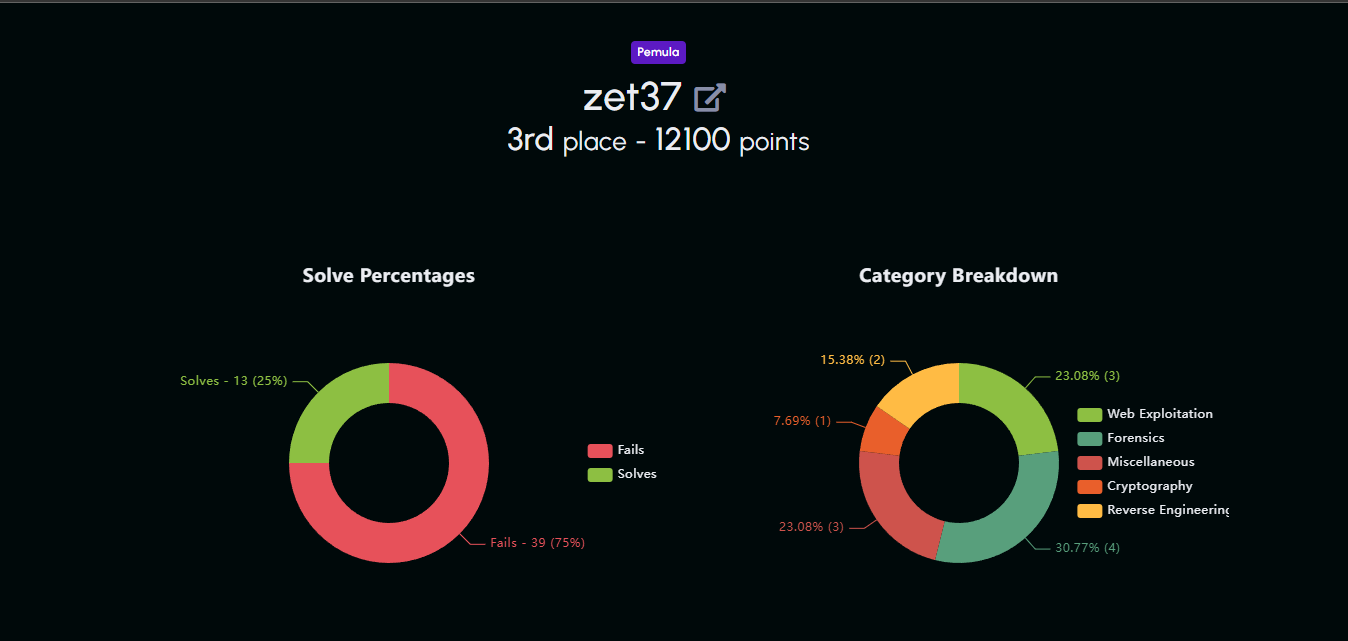 Pemula
zet37
3rd place - 12100 points
Solve Percentages
Solves - 13 (25%)
Fails - 39 (75%)
Fails
Solves
Category Breakdown
15.38% (2)
23.08% (3)
7.69% (1)
23.08% (3)
30.77% (4)
Web Exploitation
Forensics
Miscellaneous
Cryptography
Reverse Engineering